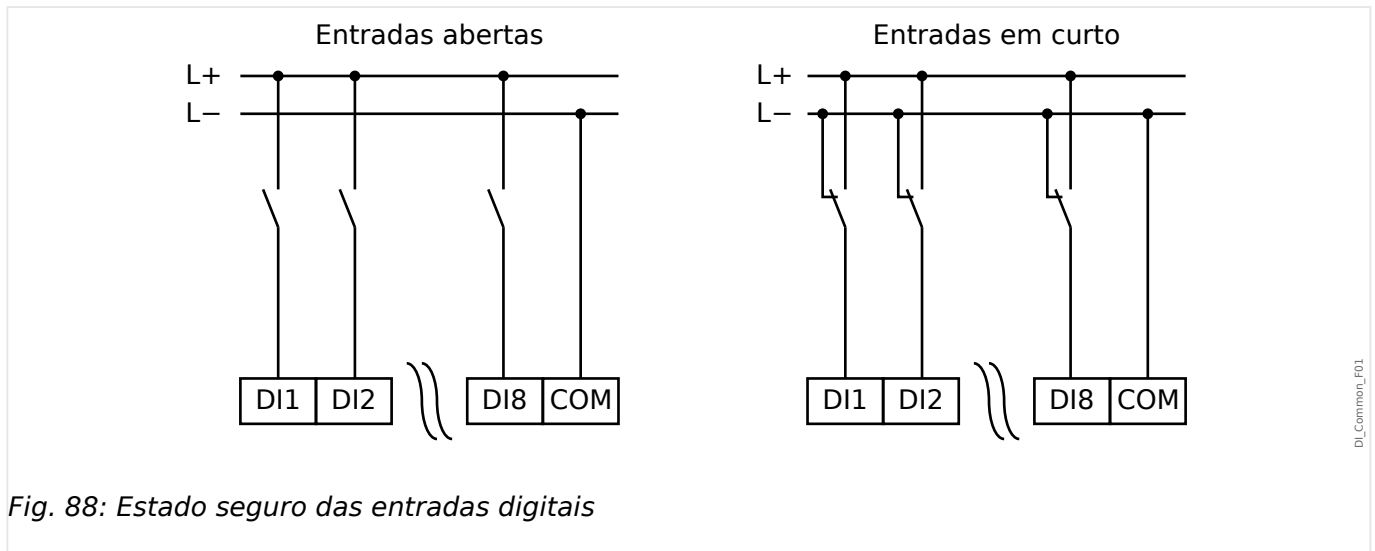 Entradas abertas
L+
L−
DI1 DI2 DI8 COM
Entradas em curto
L+
L−
DI1 DI2 DI8 COM
DI_Common_F01
Fig. 88: Estado seguro das entradas digitais